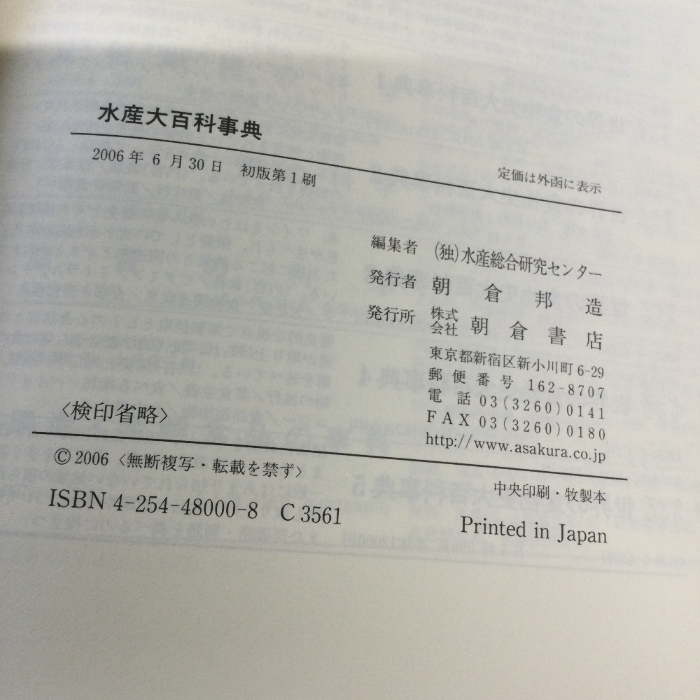 水産大百科事典
2006年6月30日 初版第1刷
定価は外函に表示
編集者 (独)水産総合研究センター
発行者 朝倉邦造
発行所 株式会社 朝倉書店
東京都新宿区新小川町6-29
郵便番号 162-8707
電話 03(3260)0141
FAX 03(3260)0180
http://www.asakura.co.jp
〈検印省略〉
©2006〈無断複写・転載を禁ず〉
中央印刷・牧製本
ISBN 4-254-48000-8 C 3561
Printed in Japan